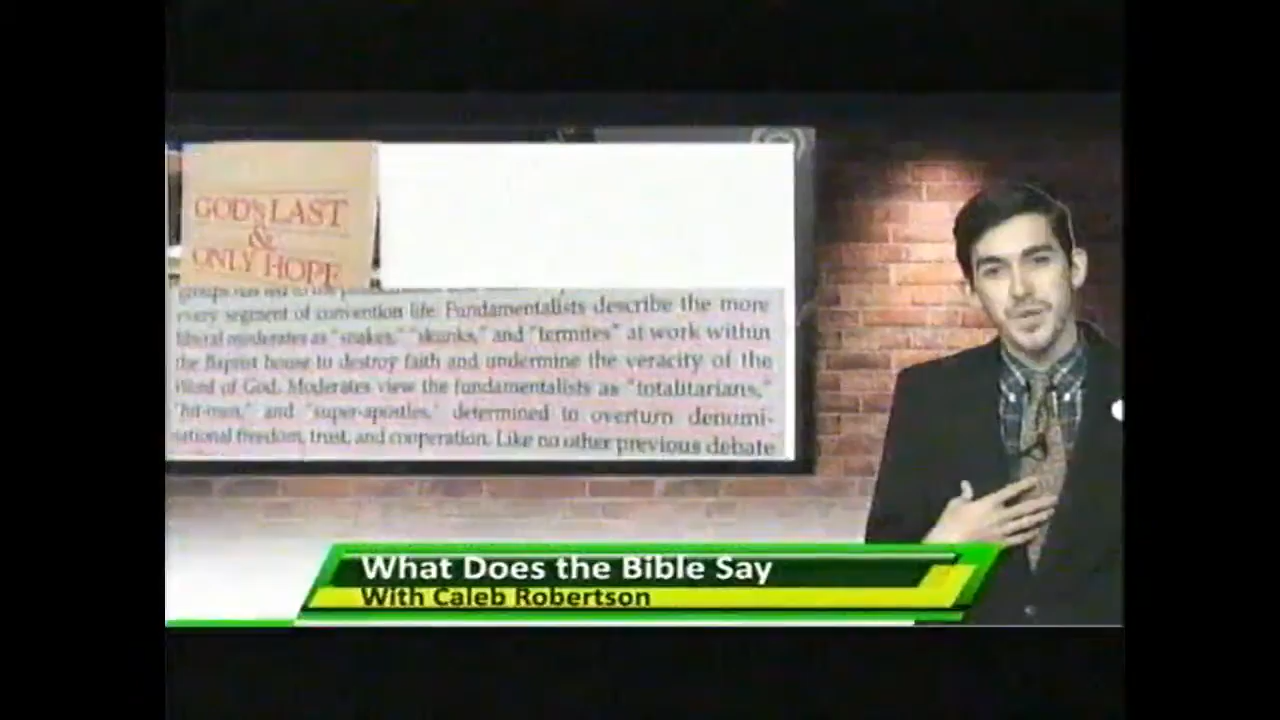 GOD'S LAST
&
ONLY HOPE
every segment of convention life. Fundamentalists describe the more
liberal moderates as "snakes," "skunks," and "termites" at work within
the Baptist house to destroy faith and undermine the veracity of the
Word of God. Moderates view the fundamentalists as "totalitarians,"
"hit-men," and "super-apostles," determined to overturn denomi-
national freedom, trust, and cooperation. Like no other previous debate
What Does the Bible Say
With Caleb Robertson